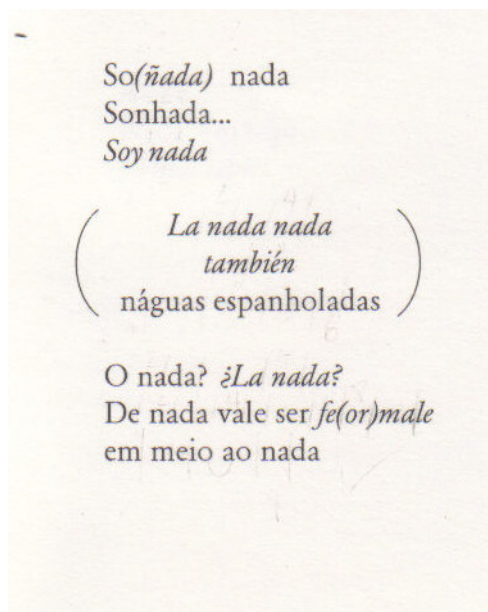 So(ñada) nada
Sonhada...
Soy nada
La nada nada
también
náguas espanholadas
O nada? ¿La nada?
De nada vale ser fe(or)male
em meio ao nada